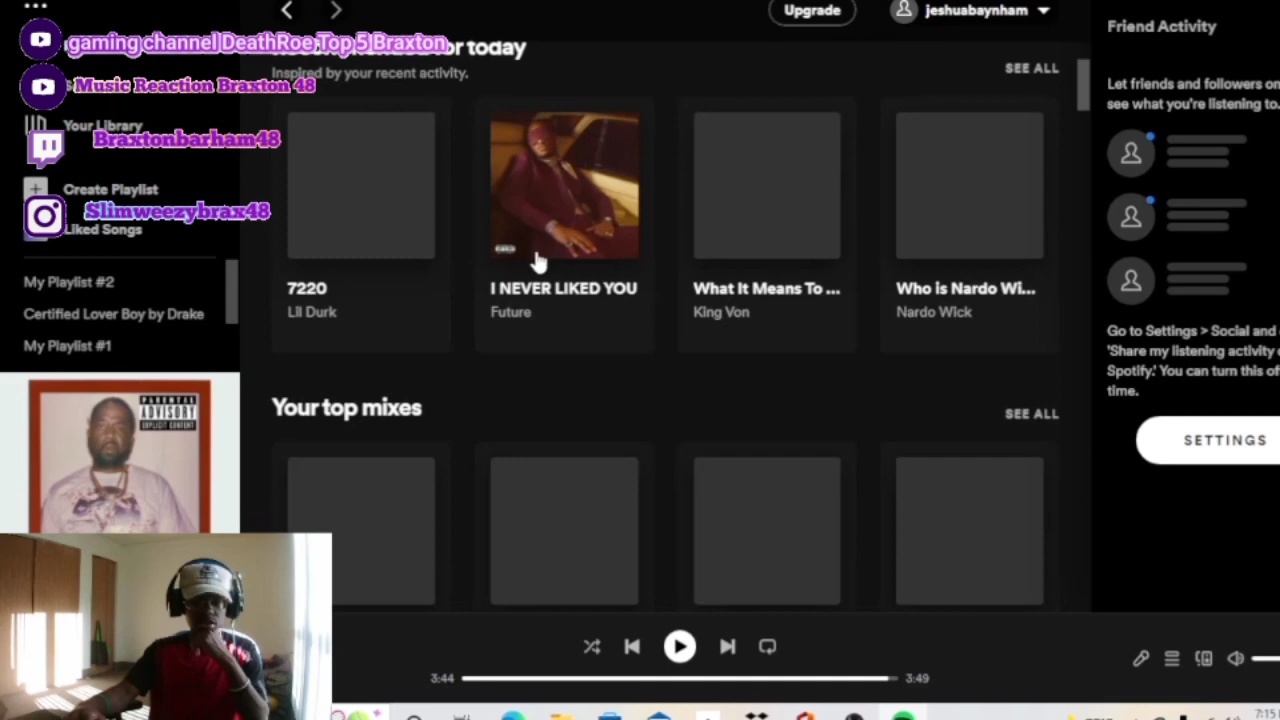 Upgrade
jeshuabaynham
Friend Activity
gaming channel DeathRoe Top 5 Braxton
for today
Inspired by your recent activity.
SEE ALL
Music Reaction Braxton 48
Let friends and followers on
see what you're listening to.
Your Library
Braxtonbarham48
Create Playlist
Slimweezybrax48
Liked Songs
My Playlist #2
Certified Lover Boy by Drake
My Playlist #1
7220
Lil Durk
I NEVER LIKED YOU
Future
What It Means To ...
King Von
Who is Nardo Wi...
Nardo Wick
Go to Settings > Social and
'Share my listening activity
Spotify.' You can turn this of
time.
SETTINGS
PARENTAL
ADVISORY
EXPLICIT CONTENT
Your top mixes
SEE ALL
3:44
3:49
7:15